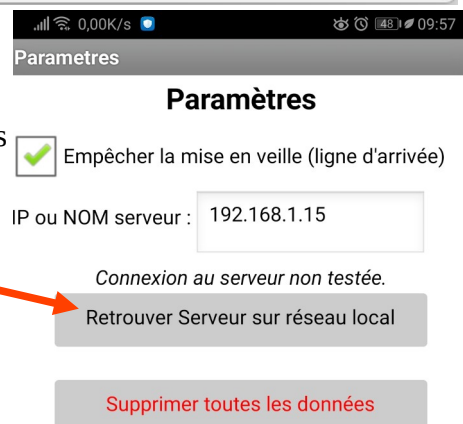 0,00K/s 48 09:57
Parametres
Paramètres
s
Empêcher la mise en veille (ligne d'arrivée)
IP ou NOM serveur : 192.168.1.15
Connexion au serveur non testée.
Retrouver Serveur sur réseau local
Supprimer toutes les données